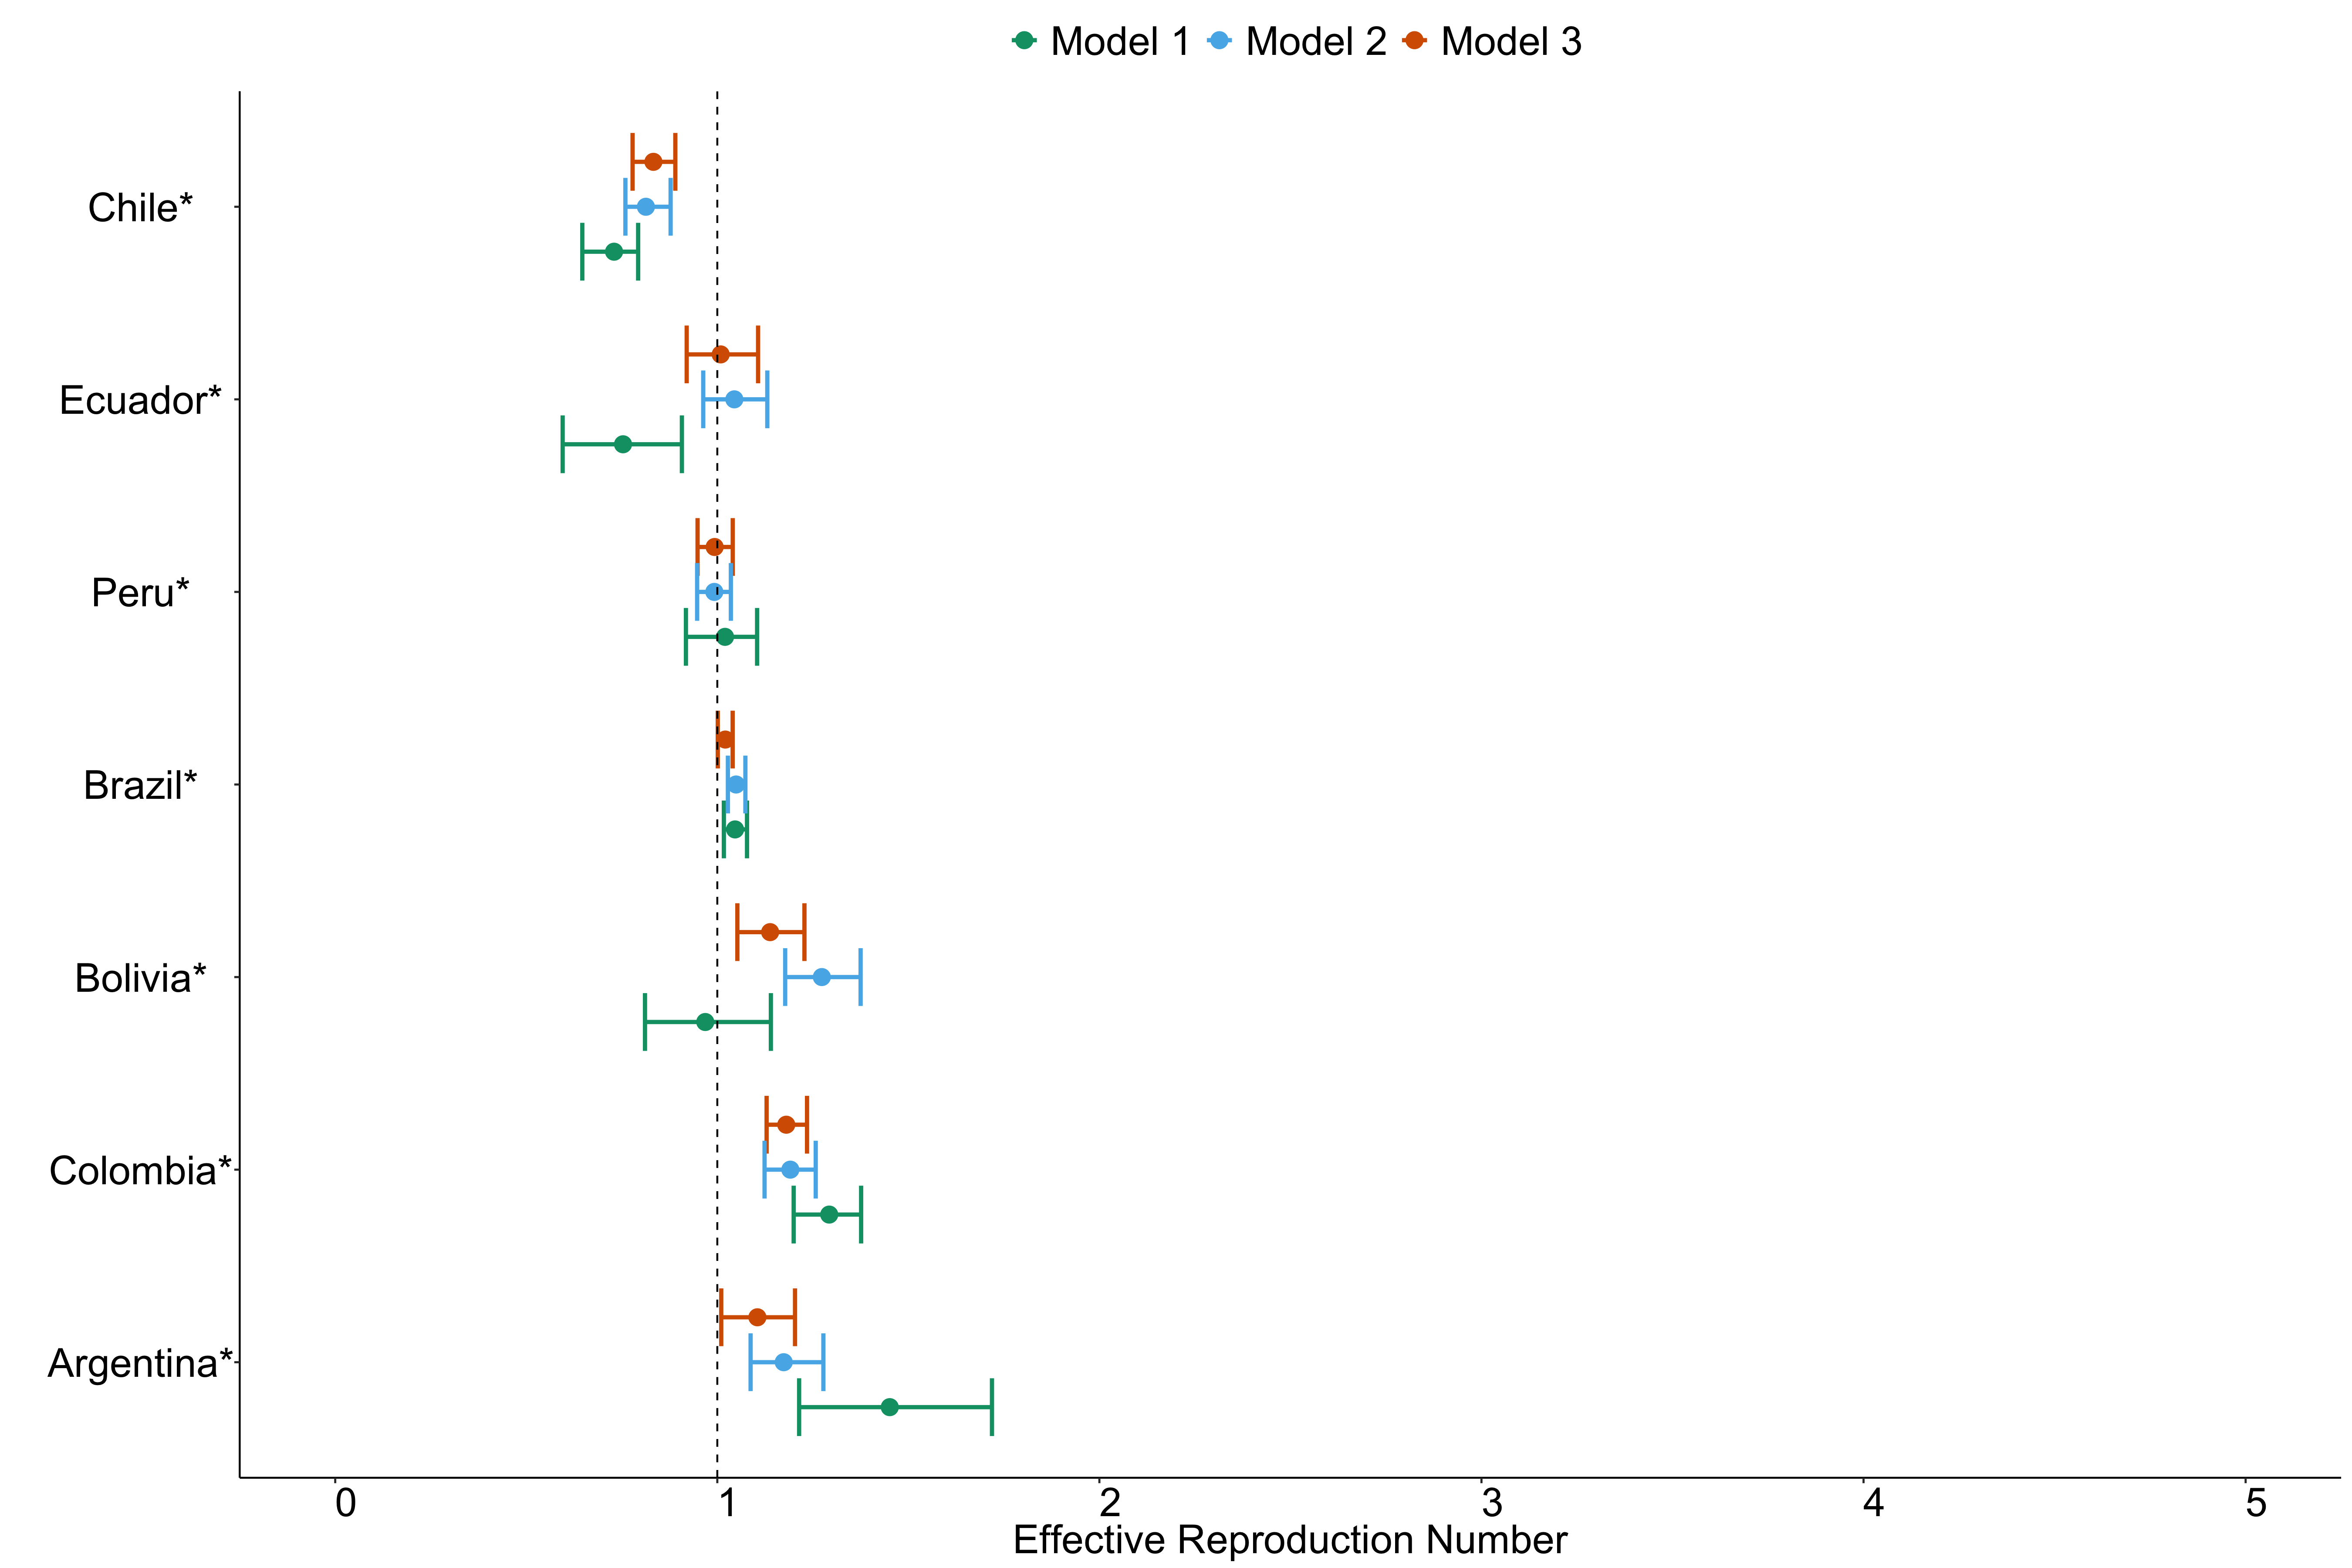 Model 1 Model 2 Model 3
Chile*
Ecuador*
Peru*
Brazil*
Bolivia*
Colombia*
Argentina*
0 1 2 3 4 5
Effective Reproduction Number